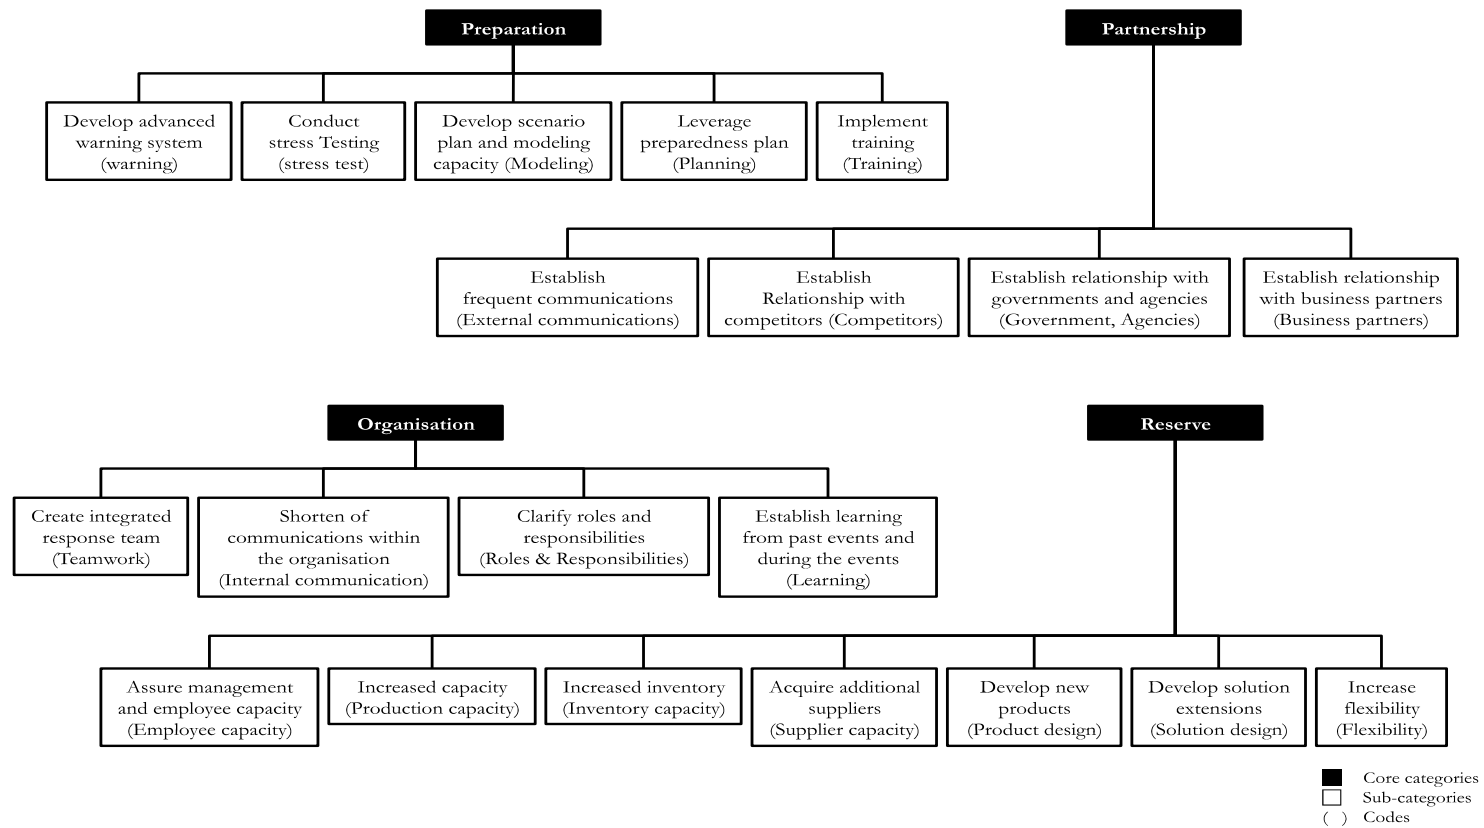 Preparation
Partnership
Develop advanced
warning system
(warning)
Conduct
stress Testing
(stress test)
Develop scenario
plan and modeling
capacity (Modeling)
Leverage
preparedness plan
(Planning)
Implement
training
(Training)
Establish
frequent communications
(External communications)
Establish
Relationship with
competitors (Competitors)
Establish relationship with
governments and agencies
(Government, Agencies)
Establish relationship
with business partners
(Business partners)
Organisation
Reserve
Create integrated
response team
(Teamwork)
Shorten of
communications within
the organisation
(Internal communication)
Clarify roles and
responsibilities
(Roles & Responsibilities)
Establish learning
from past events and
during the events
(Learning)
Assure management
and employee capacity
(Employee capacity)
Increased capacity
(Production capacity)
Increased inventory
(Inventory capacity)
Acquire additional
suppliers
(Supplier capacity)
Develop new
products
(Product design)
Develop solution
extensions
(Solution design)
Increase
flexibility
(Flexibility)
Core categories
Sub-categories
( ) Codes